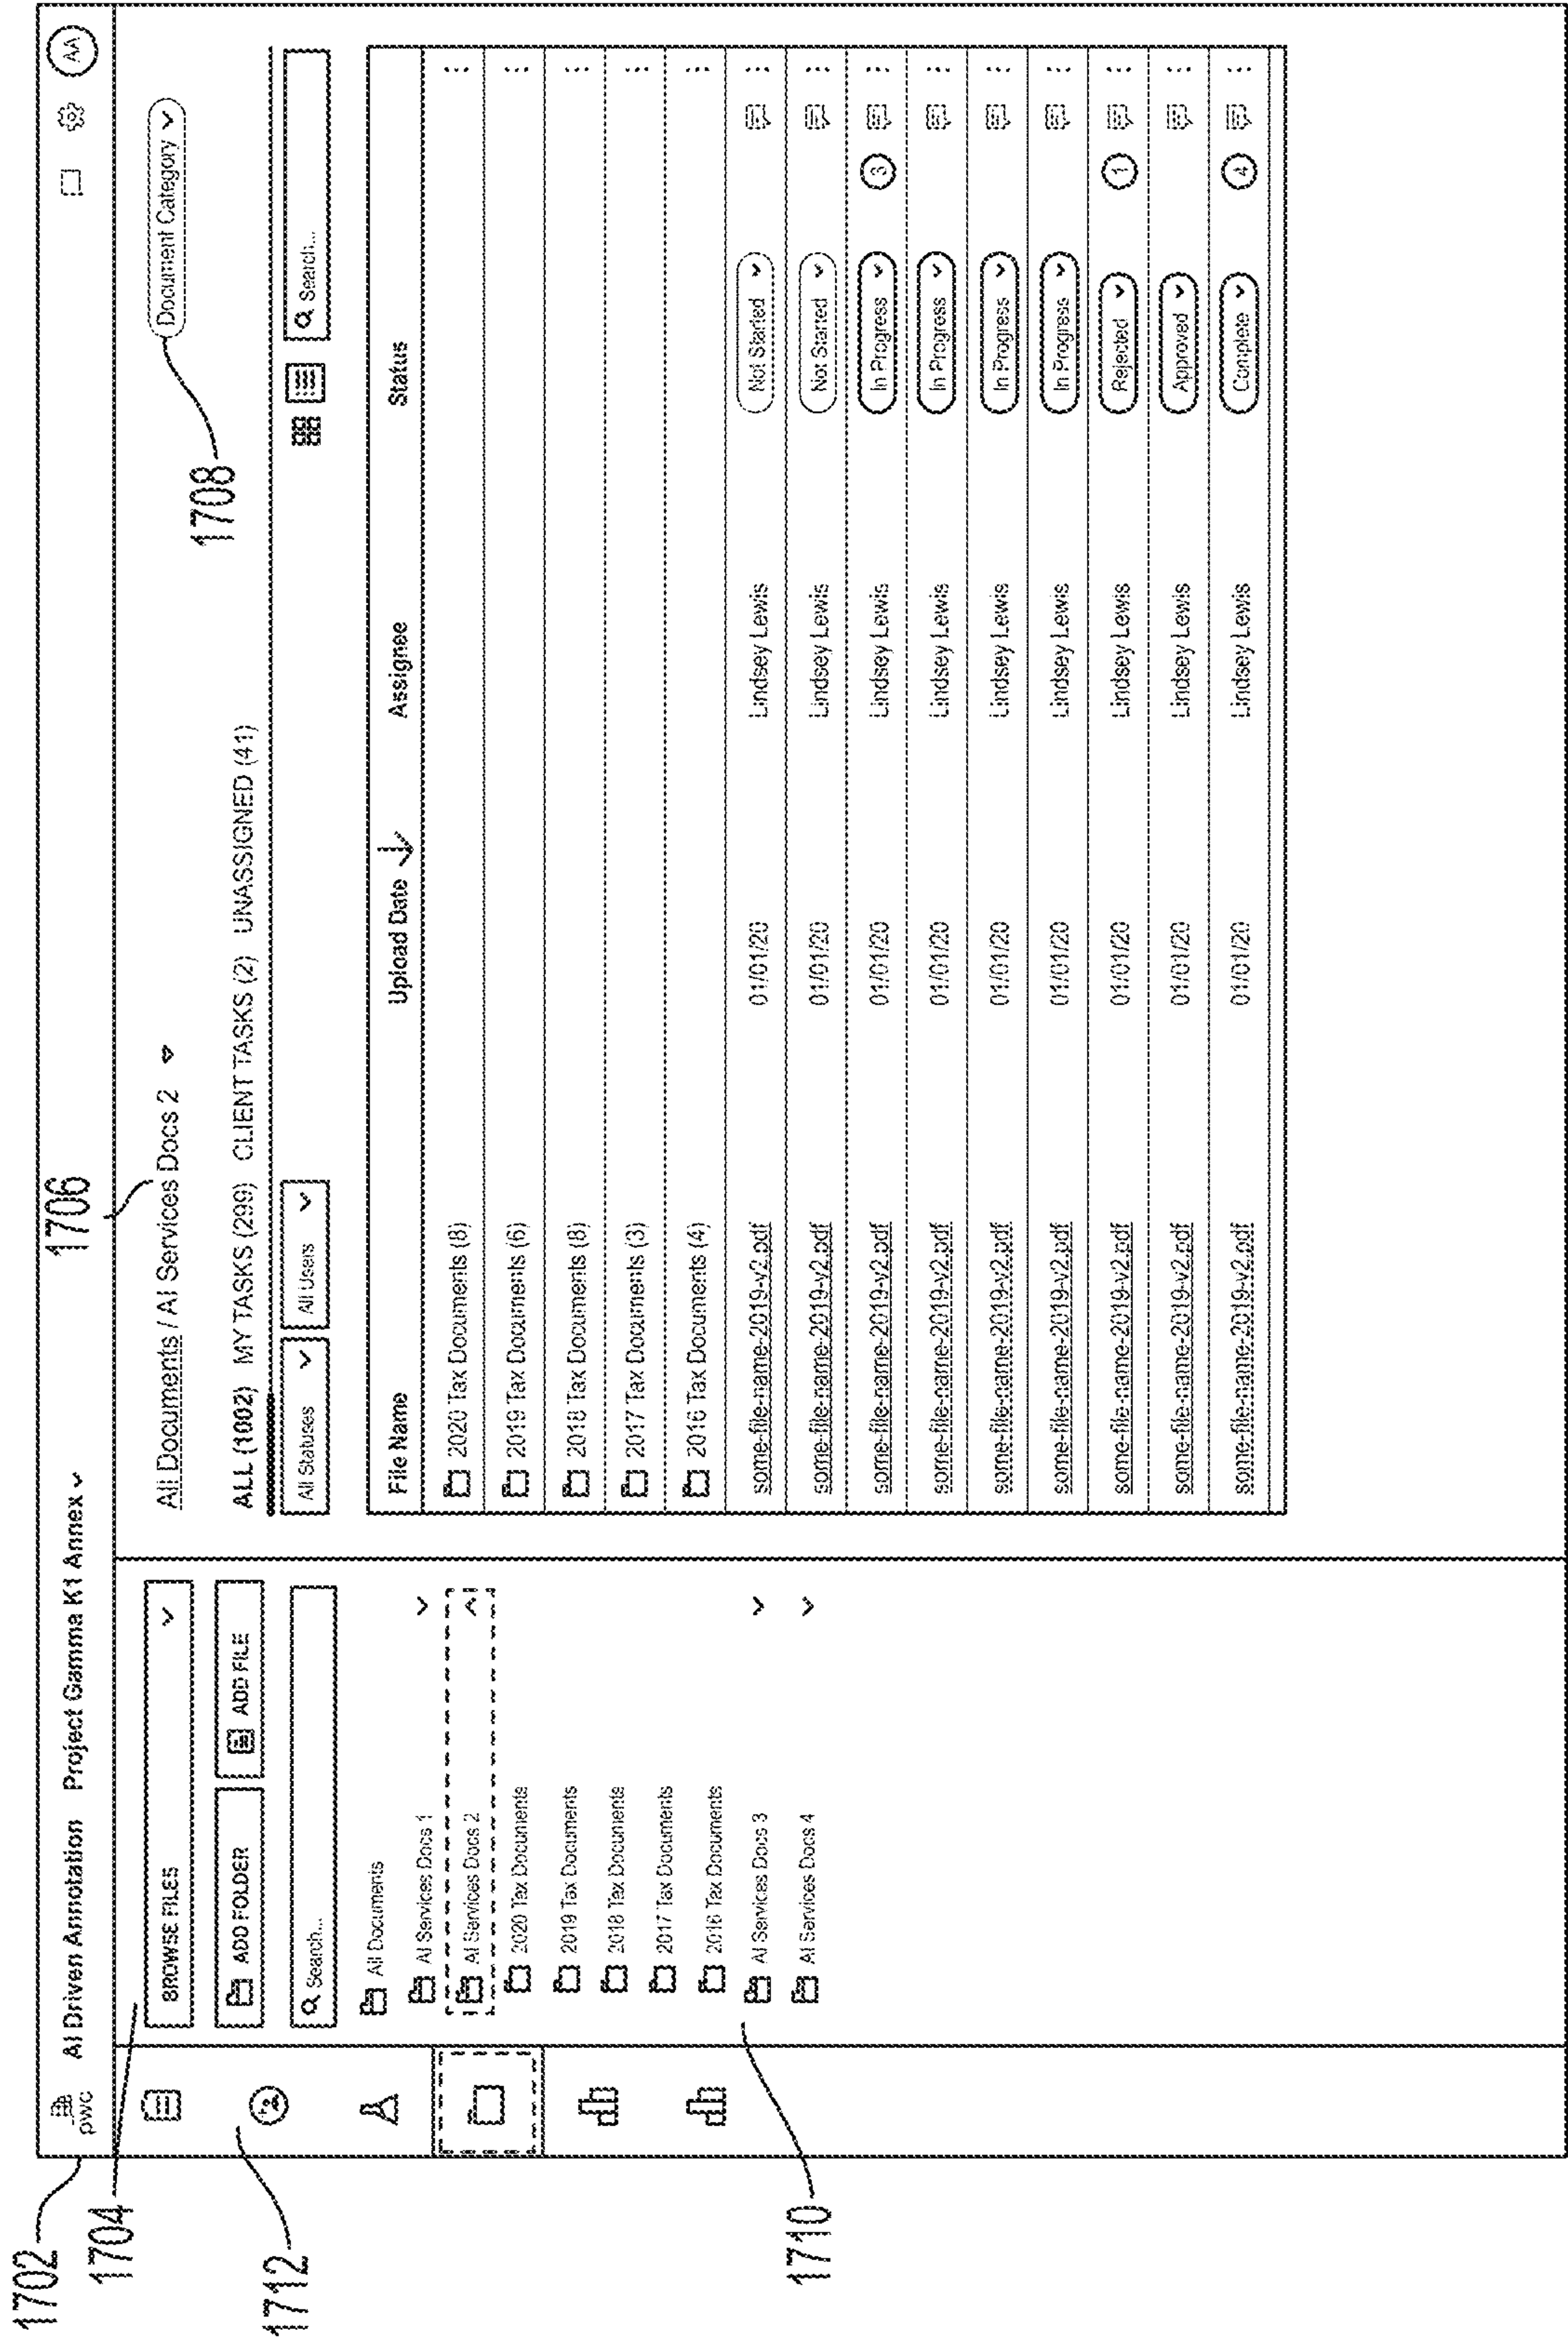 1702
1704
1712
1706
1708
1710
pwc AI Driven Annotation Project Gamma K1 Annex AA
BROWSE FILES
ADD FOLDER ADD FILE
Search...
All Documents
AI Services Docs 1
AI Services Docs 2
2020 Tax Documents
2019 Tax Documents
2018 Tax Documents
2017 Tax Documents
2016 Tax Documents
AI Services Docs 3
AI Services Docs 4
All Documents / AI Services Docs 2 Document Category
ALL (1002) MY TASKS (299) CLIENT TASKS (2) UNASSIGNED (41)
All Statuses All Users Search...
File Name Upload Date Assignee Status
2020 Tax Documents (8)
2019 Tax Documents (6)
2018 Tax Documents (8)
2017 Tax Documents (3)
2016 Tax Documents (4)
some-file-name-2019-v2.pdf 01/01/20 Lindsey Lewis Not Started
some-file-name-2019-v2.pdf 01/01/20 Lindsey Lewis Not Started
some-file-name-2019-v2.pdf 01/01/20 Lindsey Lewis In Progress 3
some-file-name-2019-v2.pdf 01/01/20 Lindsey Lewis In Progress
some-file-name-2019-v2.pdf 01/01/20 Lindsey Lewis In Progress
some-file-name-2019-v2.pdf 01/01/20 Lindsey Lewis In Progress
some-file-name-2019-v2.pdf 01/01/20 Lindsey Lewis Rejected 1
some-file-name-2019-v2.pdf 01/01/20 Lindsey Lewis Approved
some-file-name-2019-v2.pdf 01/01/20 Lindsey Lewis Complete 4